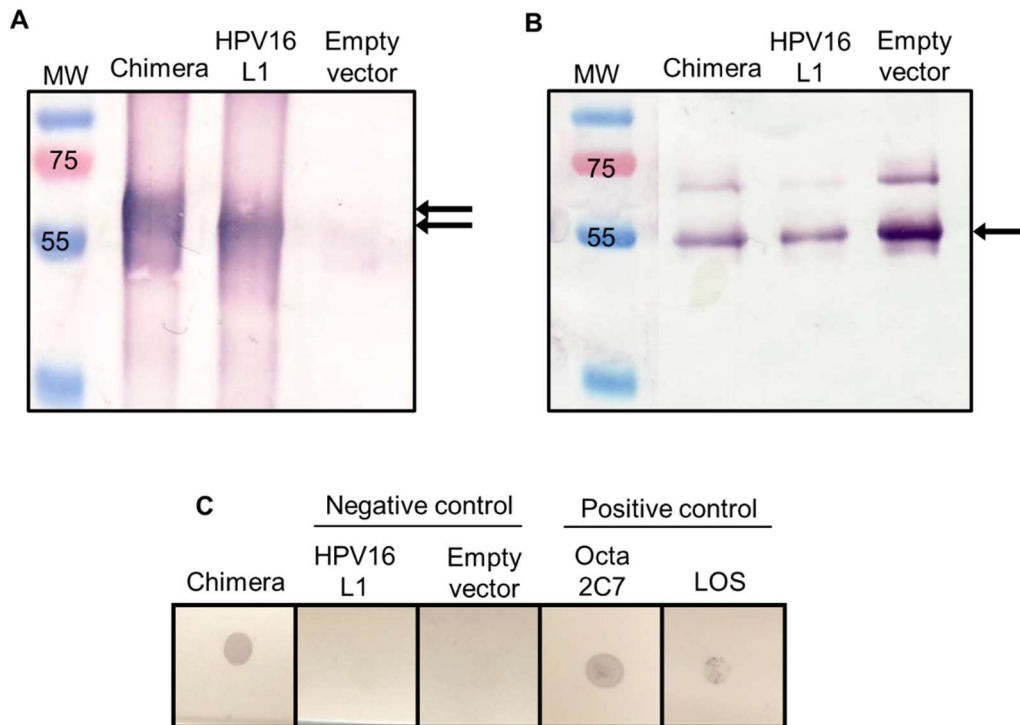 A
MW
Chimera
HPV16
L1
Empty
vector
75
55
B
MW
Chimera
HPV16
L1
Empty
vector
75
55
C
Negative control
Positive control
Chimera
HPV16
L1
Empty
vector
Octa
2C7
LOS